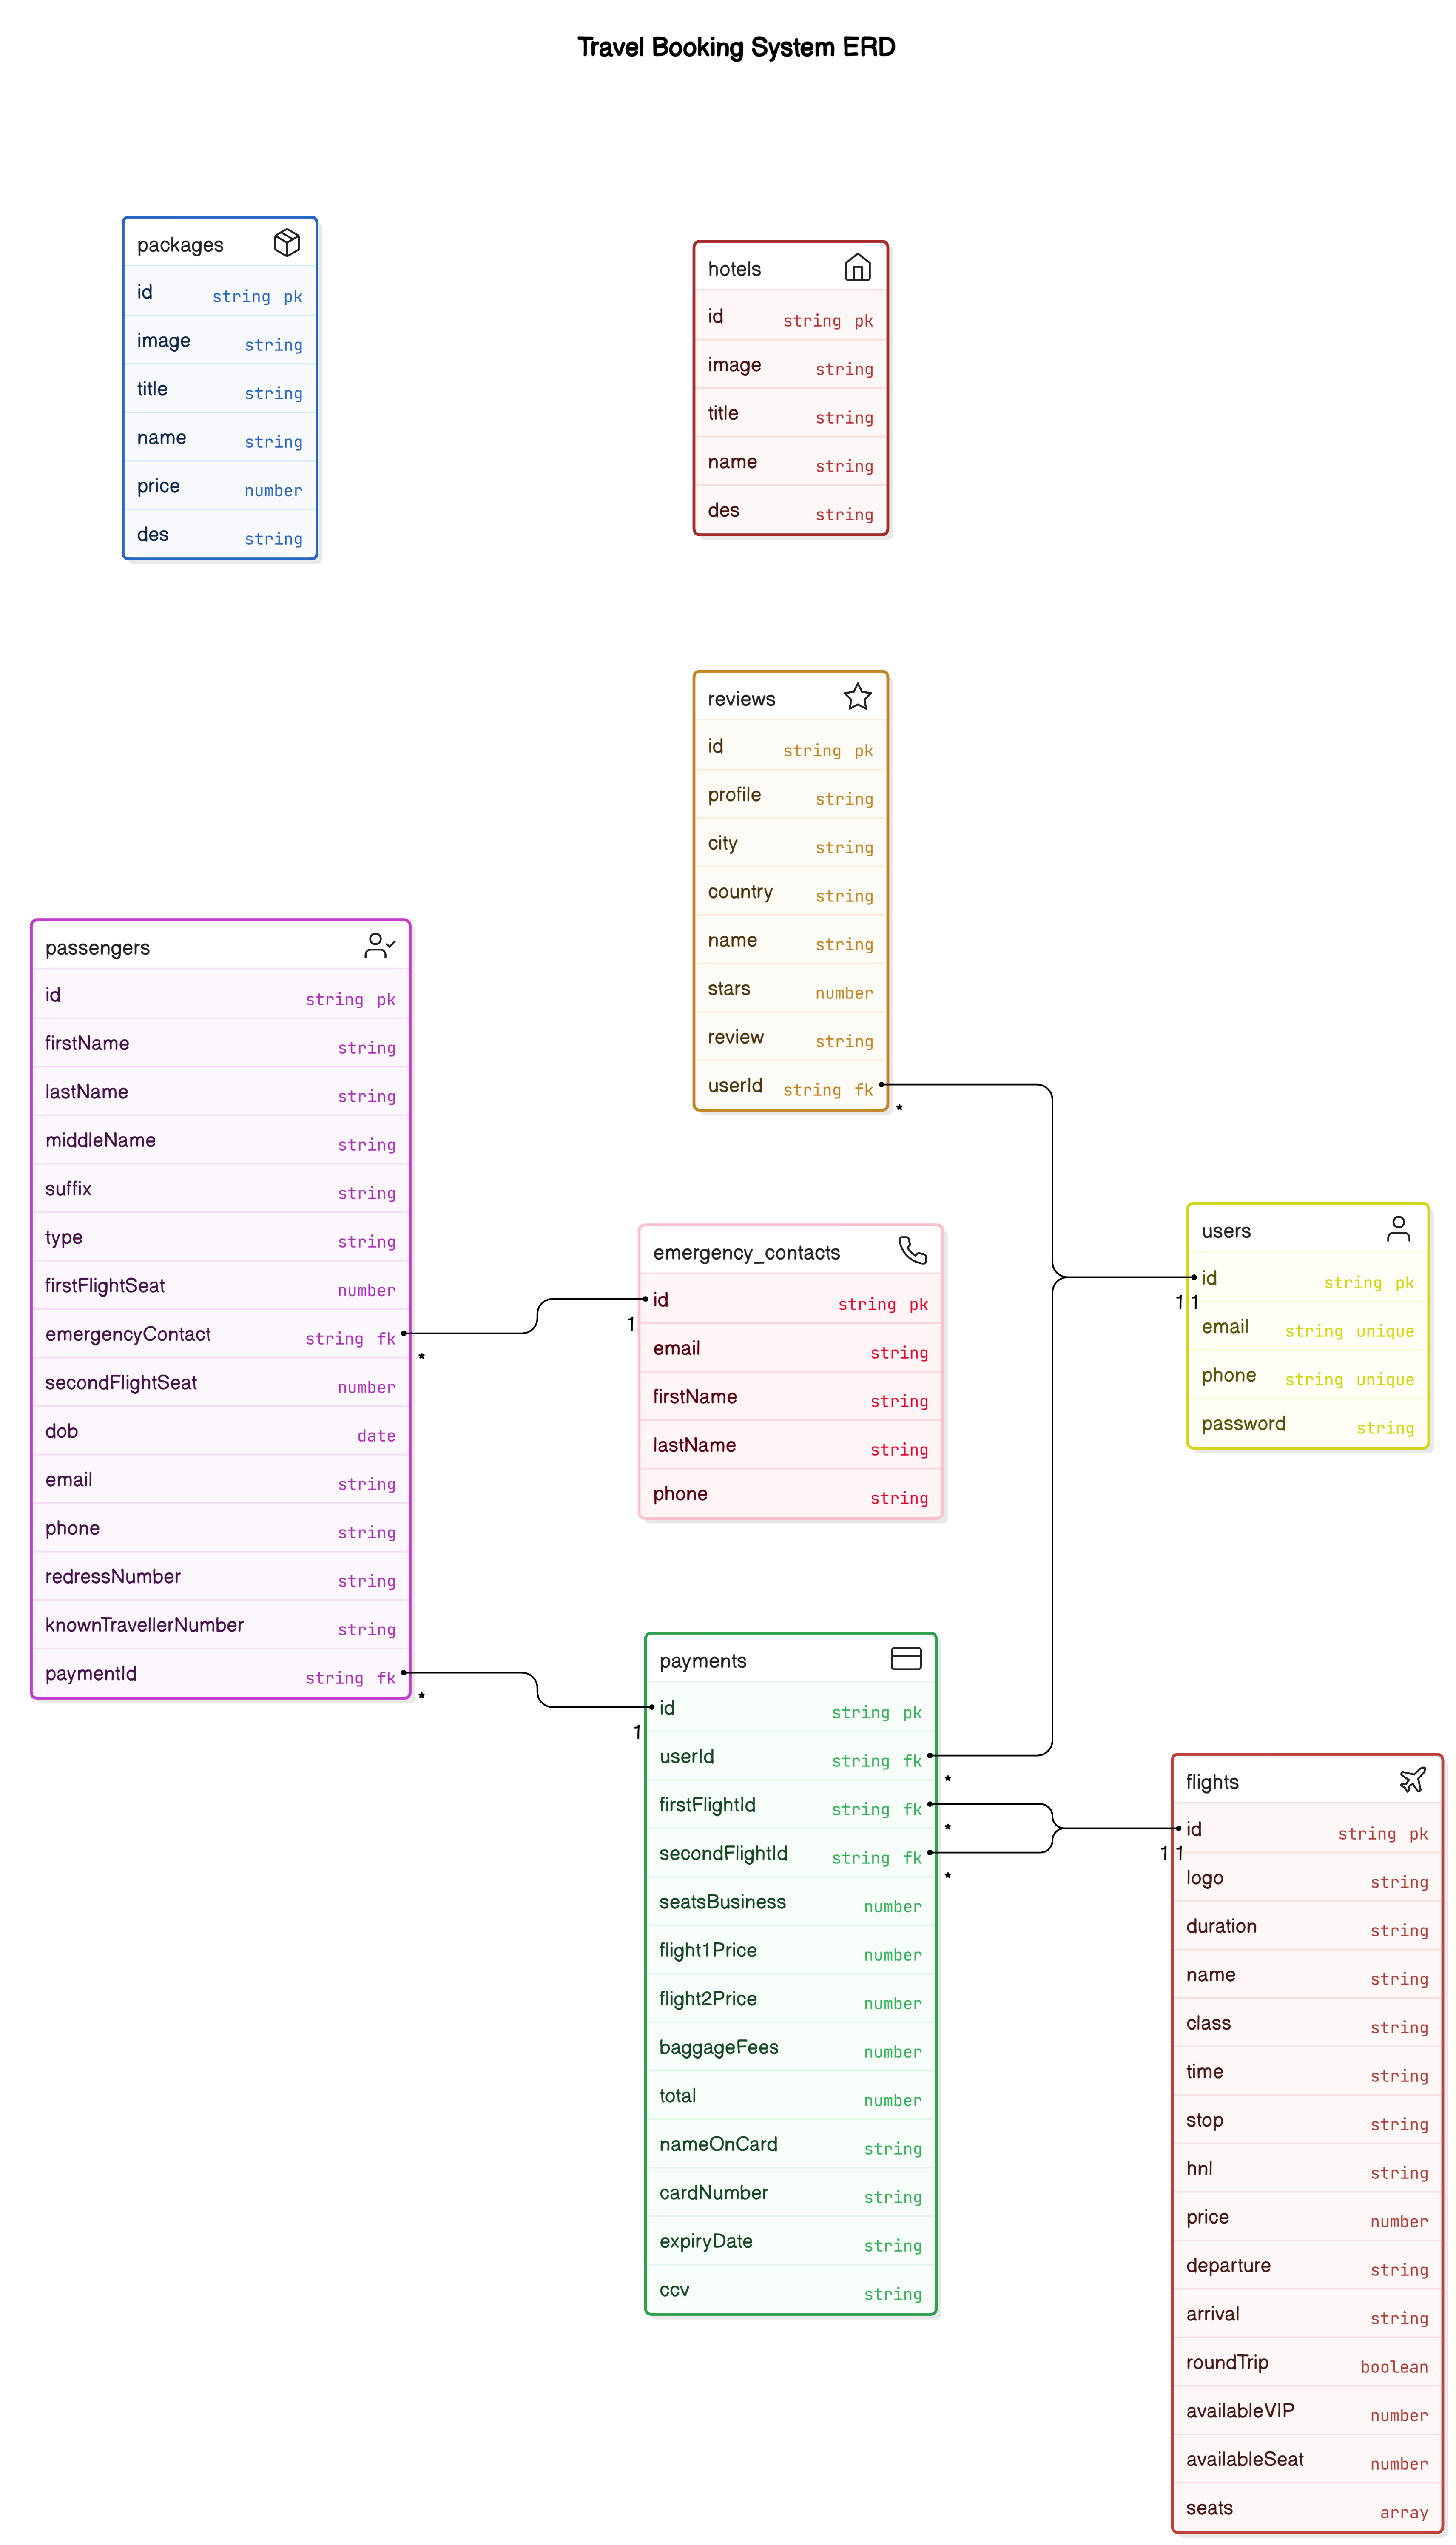 Travel Booking System ERD
packages
id string pk
image string
title string
name string
price number
des string
hotels
id string pk
image string
title string
name string
des string
reviews
id string pk
profile string
city string
country string
name string
stars number
review string
userId string fk
*
passengers
id string pk
firstName string
lastName string
middleName string
suffix string
type string
firstFlightSeat number
emergencyContact string fk
*
secondFlightSeat number
dob date
email string
phone string
redressNumber string
knownTravellerNumber string
paymentId string fk
*
emergency_contacts
id string pk
1
email string
firstName string
lastName string
phone string
users
id string pk
1 1
email string unique
phone string unique
password string
payments
id string pk
1
userId string fk
*
firstFlightId string fk
*
secondFlightId string fk
*
seatsBusiness number
flight1Price number
flight2Price number
baggageFees number
total number
nameOnCard string
cardNumber string
expiryDate string
ccv string
flights
id string pk
1 1
logo string
duration string
name string
class string
time string
stop string
hnl string
price number
departure string
arrival string
roundTrip boolean
availableVIP number
availableSeat number
seats array